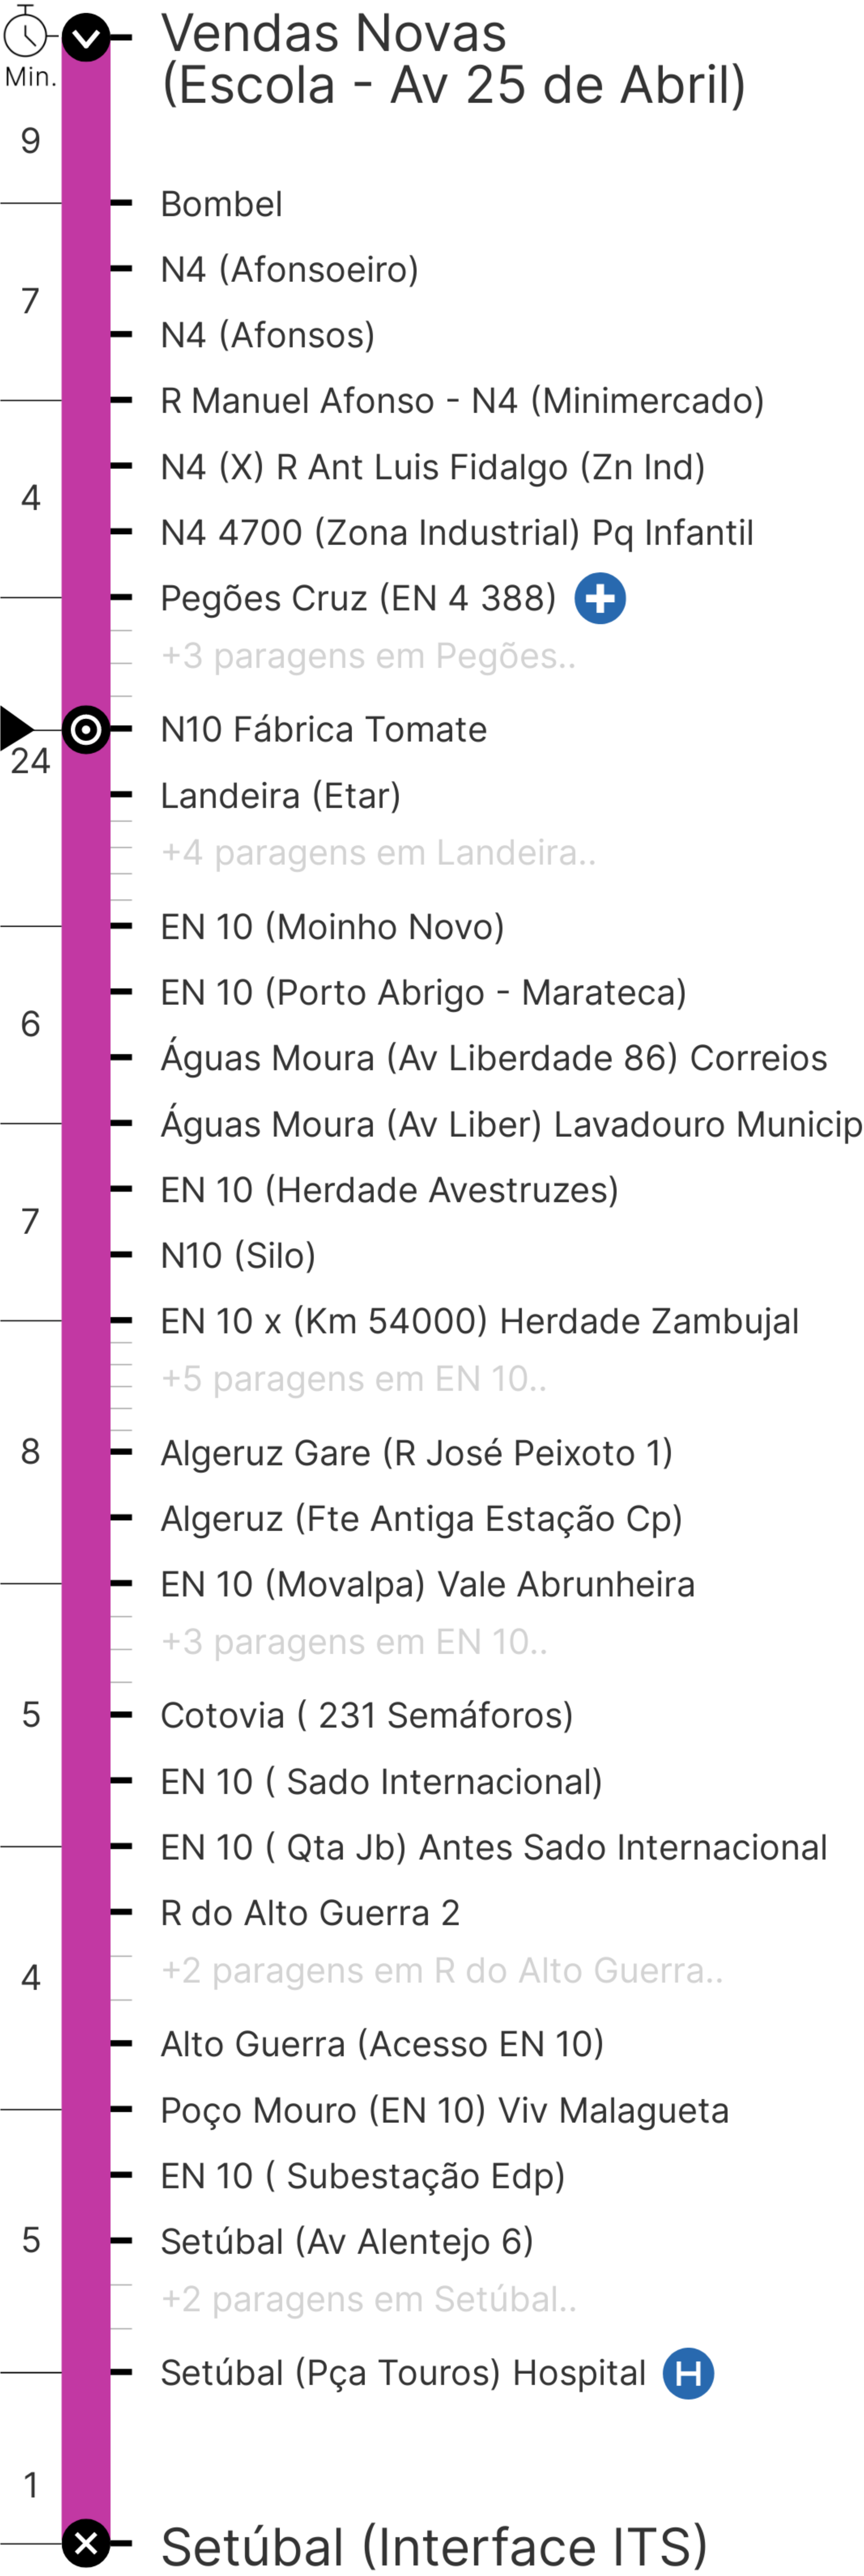 Vendas Novas
(Escola - Av 25 de Abril)
Min.
9
Bombel
N4 (Afonsoeiro)
7
N4 (Afonsos)
R Manuel Afonso - N4 (Minimercado)
N4 (X) R Ant Luis Fidalgo (Zn Ind)
4
N4 4700 (Zona Industrial) Pq Infantil
Pegões Cruz (EN 4 388)
+3 paragens em Pegões..
N10 Fábrica Tomate
24
Landeira (Etar)
+4 paragens em Landeira..
EN 10 (Moinho Novo)
EN 10 (Porto Abrigo - Marateca)
6
Águas Moura (Av Liberdade 86) Correios
Águas Moura (Av Liber) Lavadouro Municip
EN 10 (Herdade Avestruzes)
7
N10 (Silo)
EN 10 x (Km 54000) Herdade Zambujal
+5 paragens em EN 10..
8
Algeruz Gare (R José Peixoto 1)
Algeruz (Fte Antiga Estação Cp)
EN 10 (Movalpa) Vale Abrunheira
+3 paragens em EN 10..
5
Cotovia ( 231 Semáforos)
EN 10 ( Sado Internacional)
EN 10 ( Qta Jb) Antes Sado Internacional
R do Alto Guerra 2
+2 paragens em R do Alto Guerra..
4
Alto Guerra (Acesso EN 10)
Poço Mouro (EN 10) Viv Malagueta
EN 10 ( Subestação Edp)
5
Setúbal (Av Alentejo 6)
+2 paragens em Setúbal..
Setúbal (Pça Touros) Hospital H
1
Setúbal (Interface ITS)